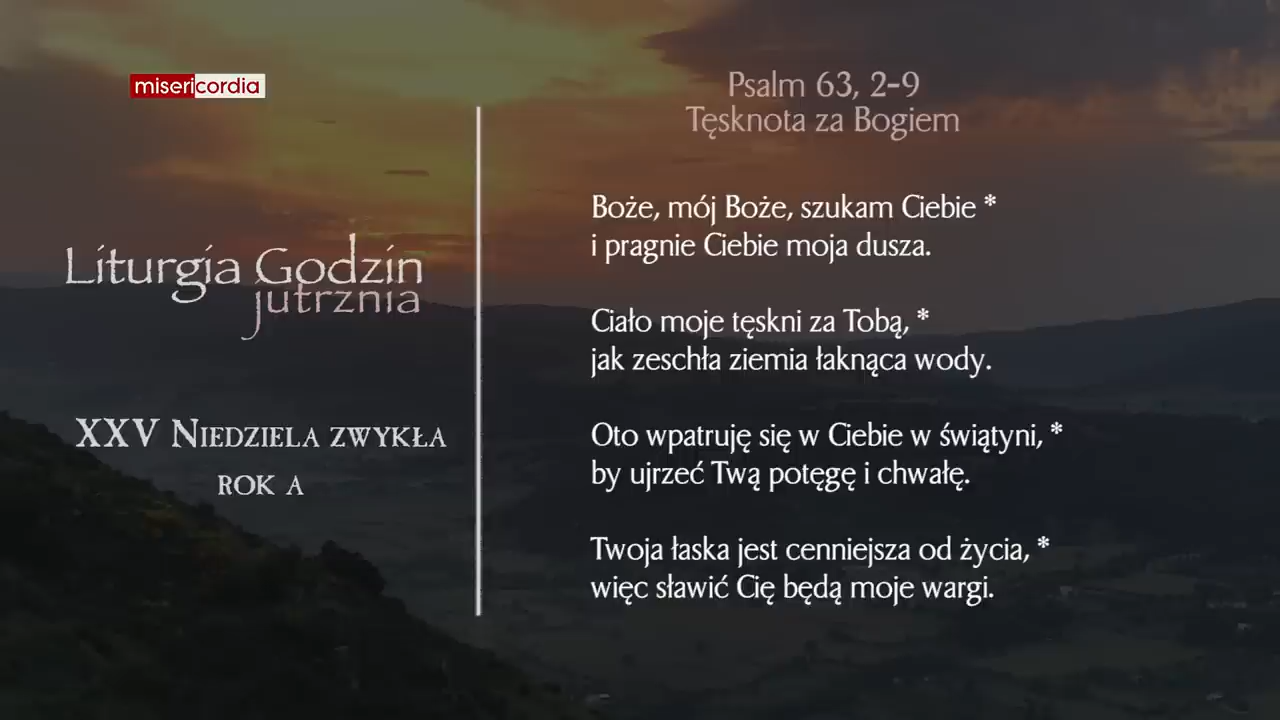 misericordia
Liturgia Godzin
jutrznia
XXV Niedziela zwykła
rok A
Psalm 63, 2-9
Tęsknota za Bogiem
Boże, mój Boże, szukam Ciebie *
i pragnie Ciebie moja dusza.
Ciało moje tęskni za Tobą, *
jak zeschła ziemia łaknąca wody.
Oto wpatruję się w Ciebie w świątyni, *
by ujrzeć Twą potęgę i chwałę.
Twoja łaska jest cenniejsza od życia, *
więc sławić Cię będą moje wargi.